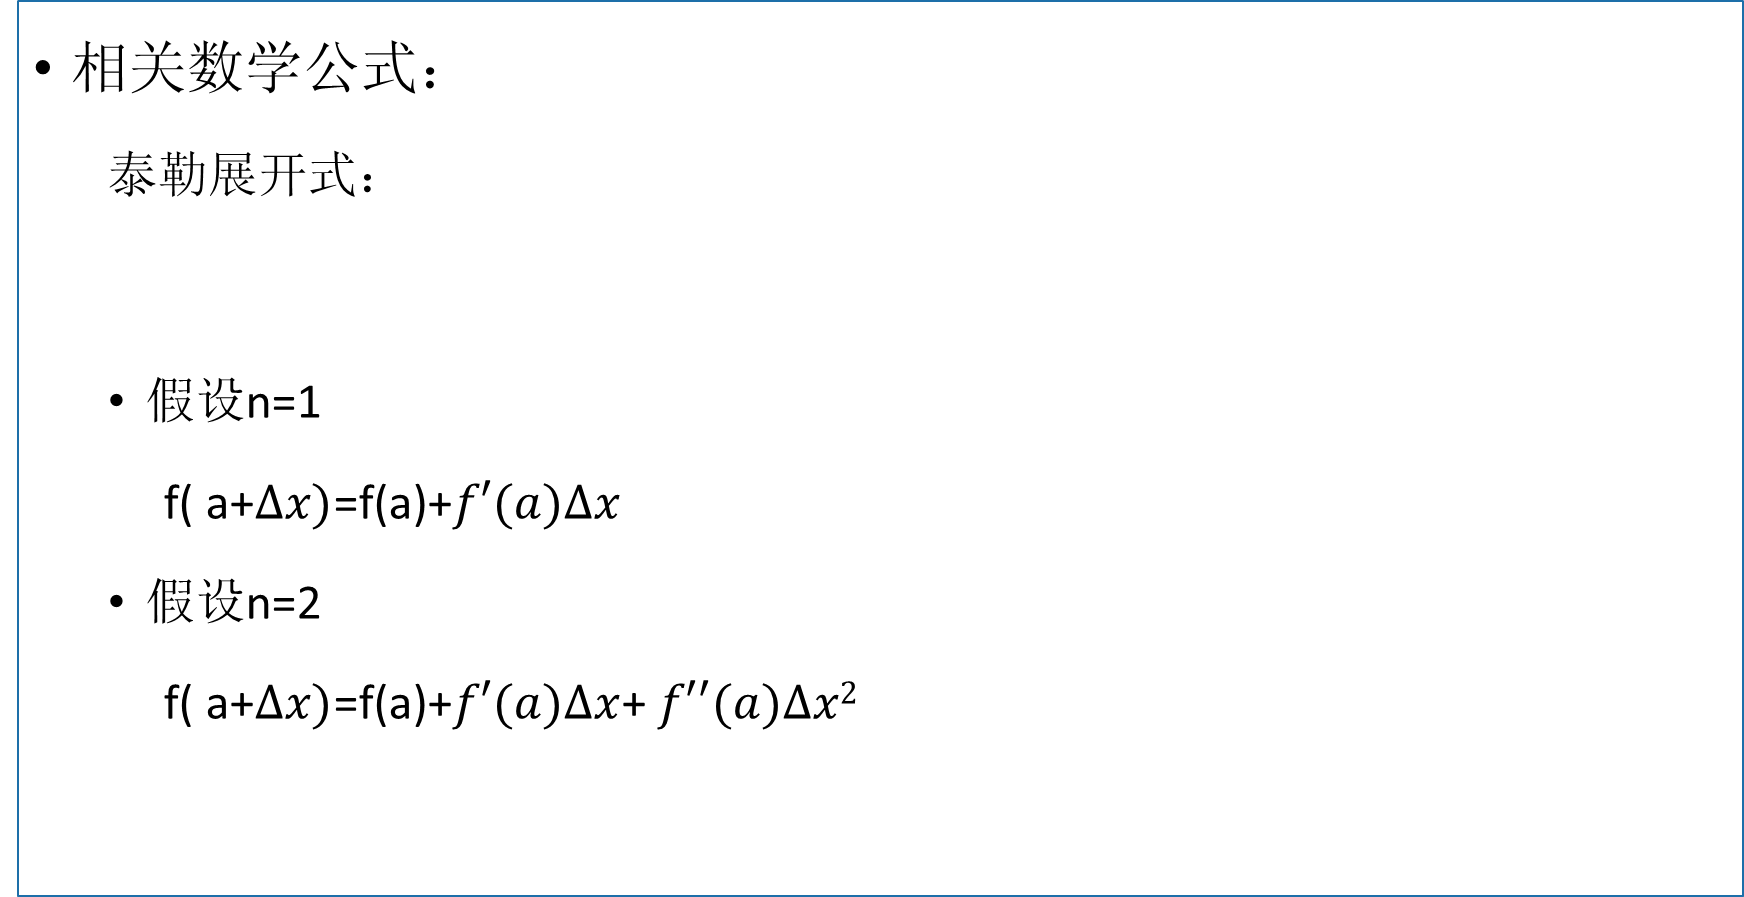 • 相关数学公式：
泰勒展开式：
• 假设n=1
f( a+Δ𝑥)=f(a)+𝑓′(𝑎)Δ𝑥
• 假设n=2
f( a+Δ𝑥)=f(a)+𝑓′(𝑎)Δ𝑥+ 𝑓′′(𝑎)Δ𝑥²